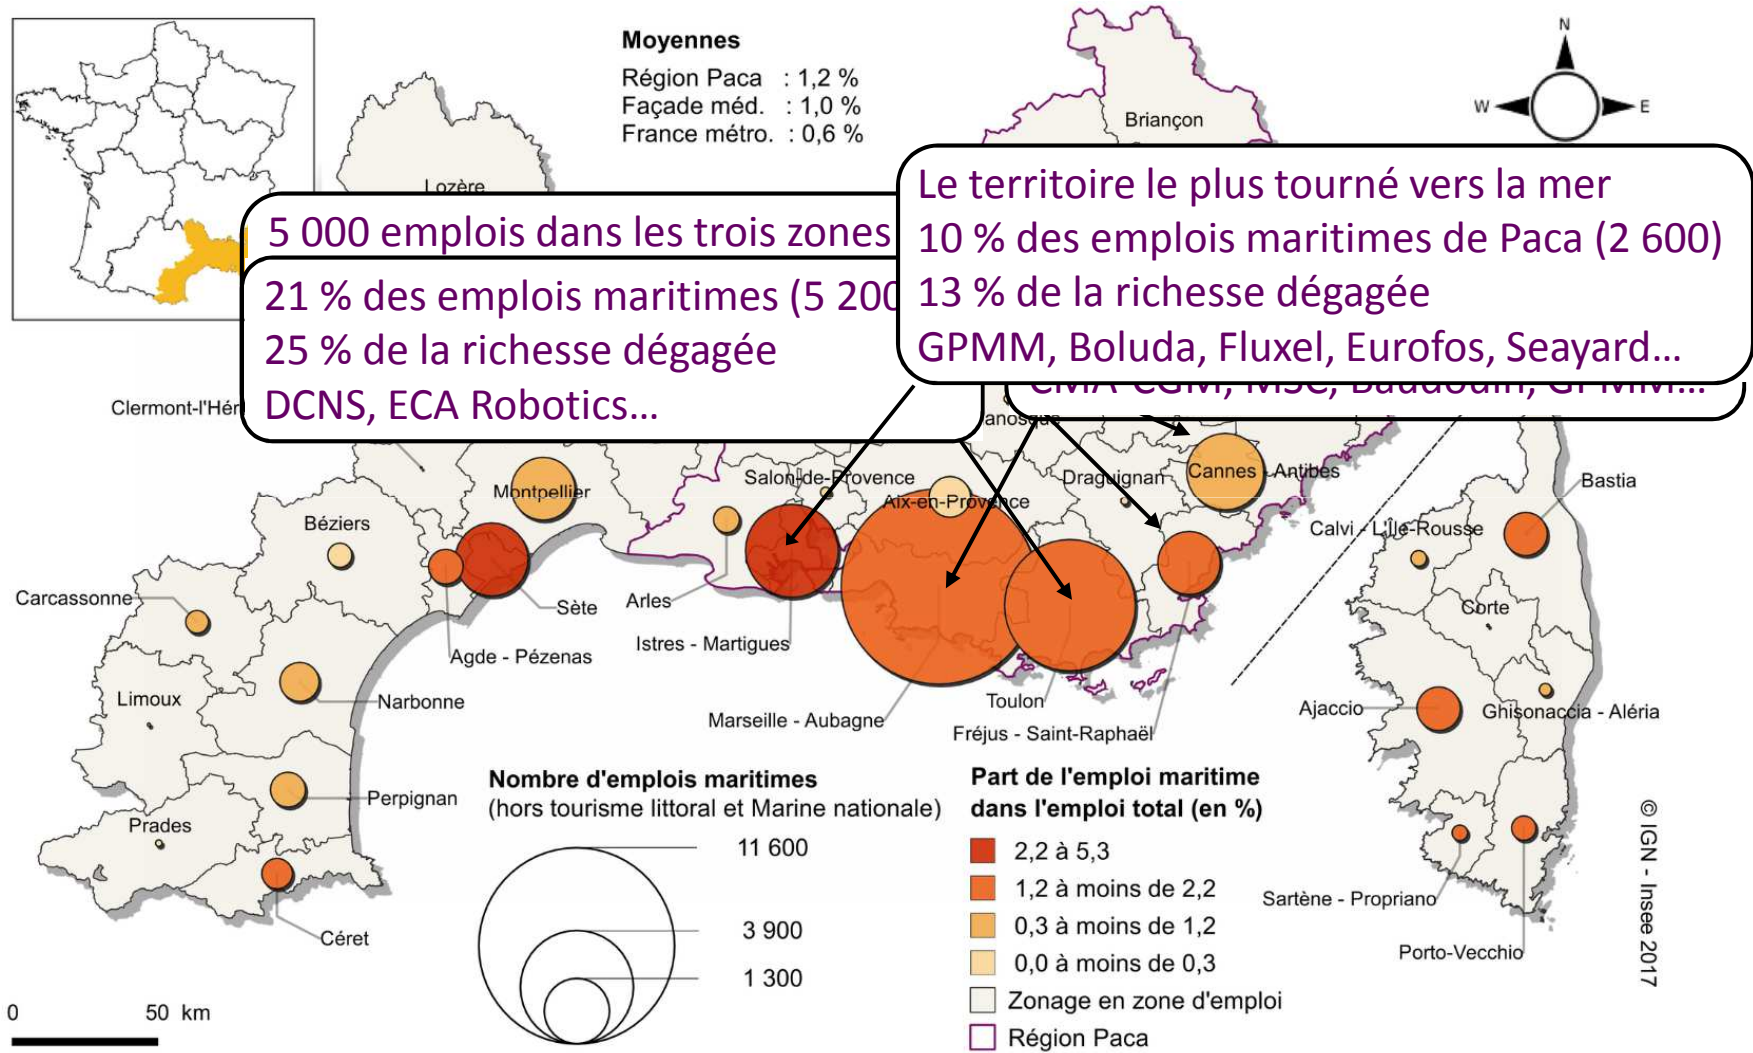 Moyennes
Région Paca : 1,2 %
Façade méd. : 1,0 %
France métro. : 0,6 %
N
W
E
Briançon
Lozère
Le territoire le plus tourné vers la mer
10 % des emplois maritimes de Paca (2 600)
13 % de la richesse dégagée
GPMM, Boluda, Fluxel, Eurofos, Seayard...
5 000 emplois dans les trois zones
21 % des emplois maritimes (5 200
25 % de la richesse dégagée
DCNS, ECA Robotics...
CMA-CGM, MSC, Baudouin, GPMM...
Clermont-l'Hér
anosque
Salon-de-Provence
Draguignan
Cannes - Antibes
Montpellier
Aix-en-Provence
Bastia
Béziers
Calvi - L'Île-Rousse
Carcassonne
Sète
Arles
Corte
Istres - Martigues
Agde - Pézenas
Limoux
Narbonne
Toulon
Ajaccio
Ghisonaccia - Aléria
Marseille - Aubagne
Fréjus - Saint-Raphaël
Perpignan
Prades
Céret
Sartène - Propriano
Porto-Vecchio
Nombre d'emplois maritimes
(hors tourisme littoral et Marine nationale)
11 600
3 900
1 300
Part de l'emploi maritime
dans l'emploi total (en %)
2,2 à 5,3
1,2 à moins de 2,2
0,3 à moins de 1,2
0,0 à moins de 0,3
Zonage en zone d'emploi
Région Paca
0 50 km
© IGN - Insee 2017